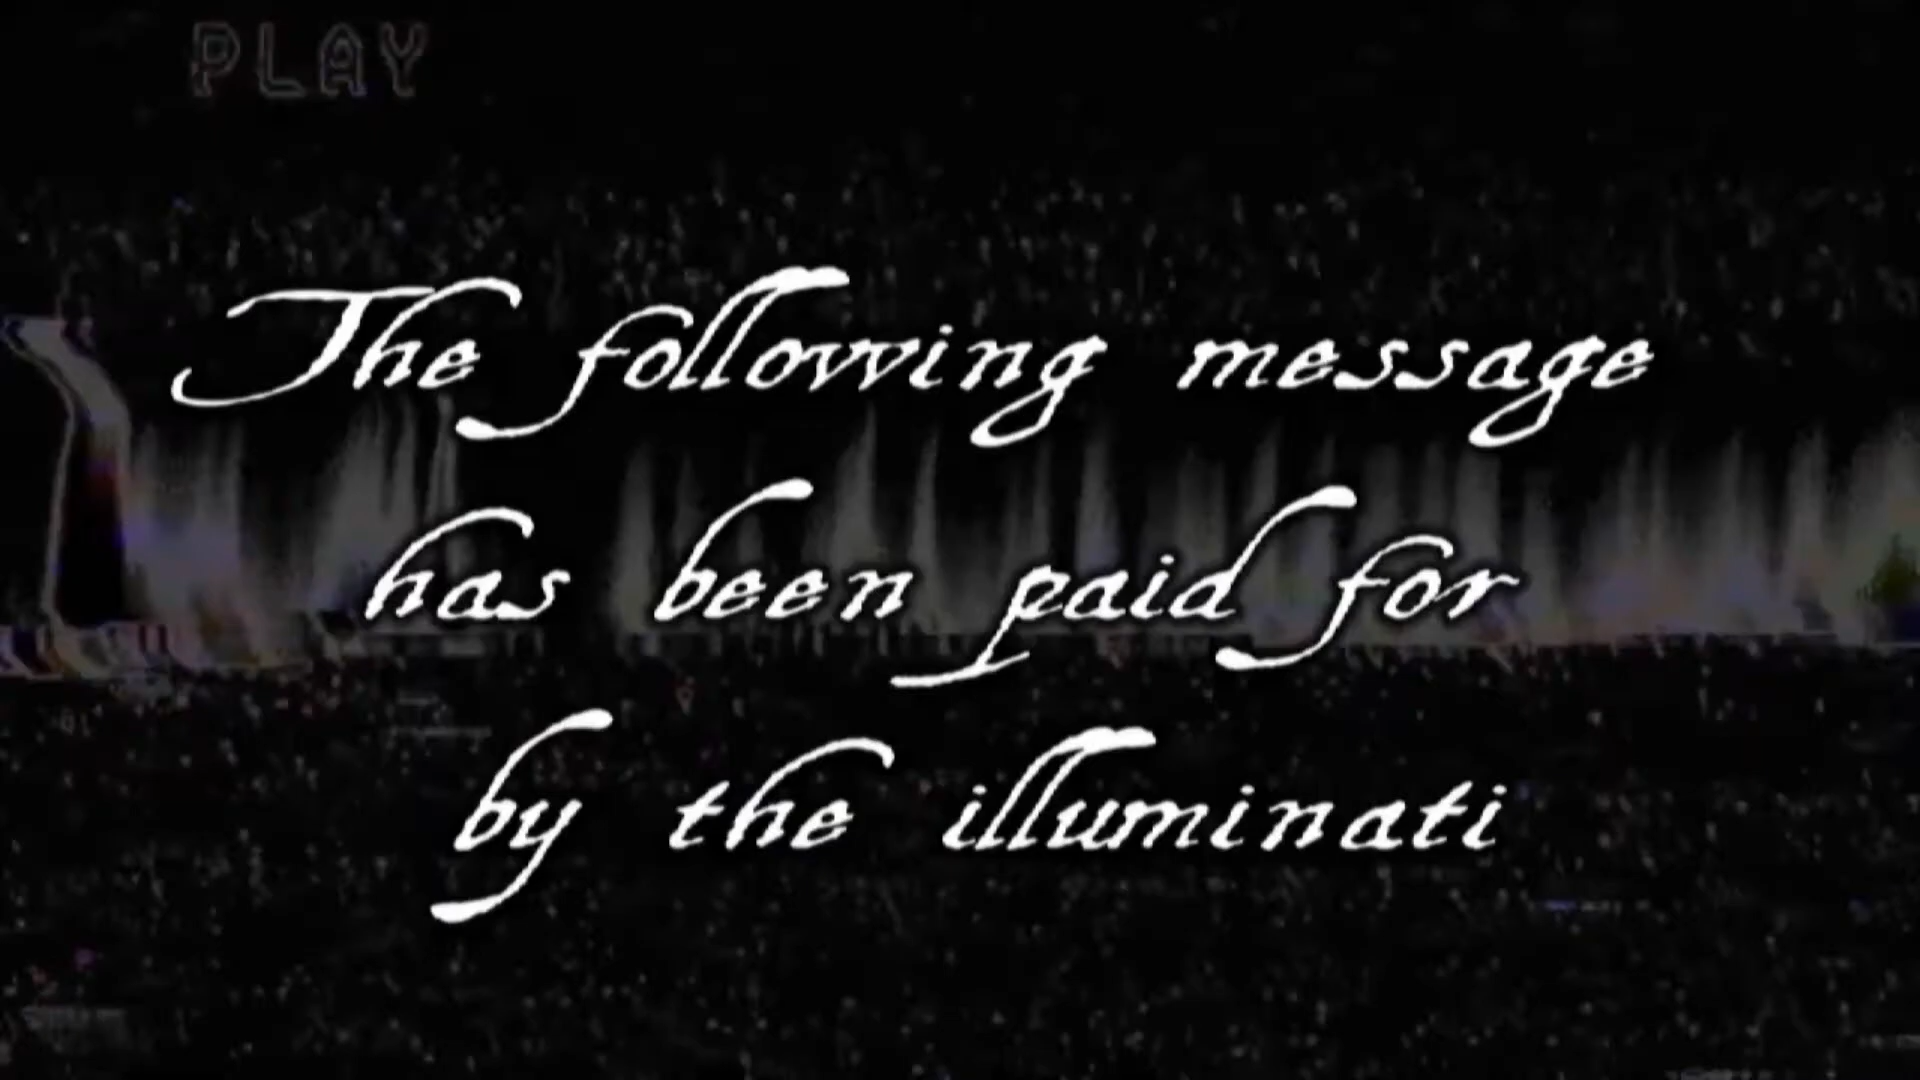 PLAY
The following message
has been paid for
by the illuminati